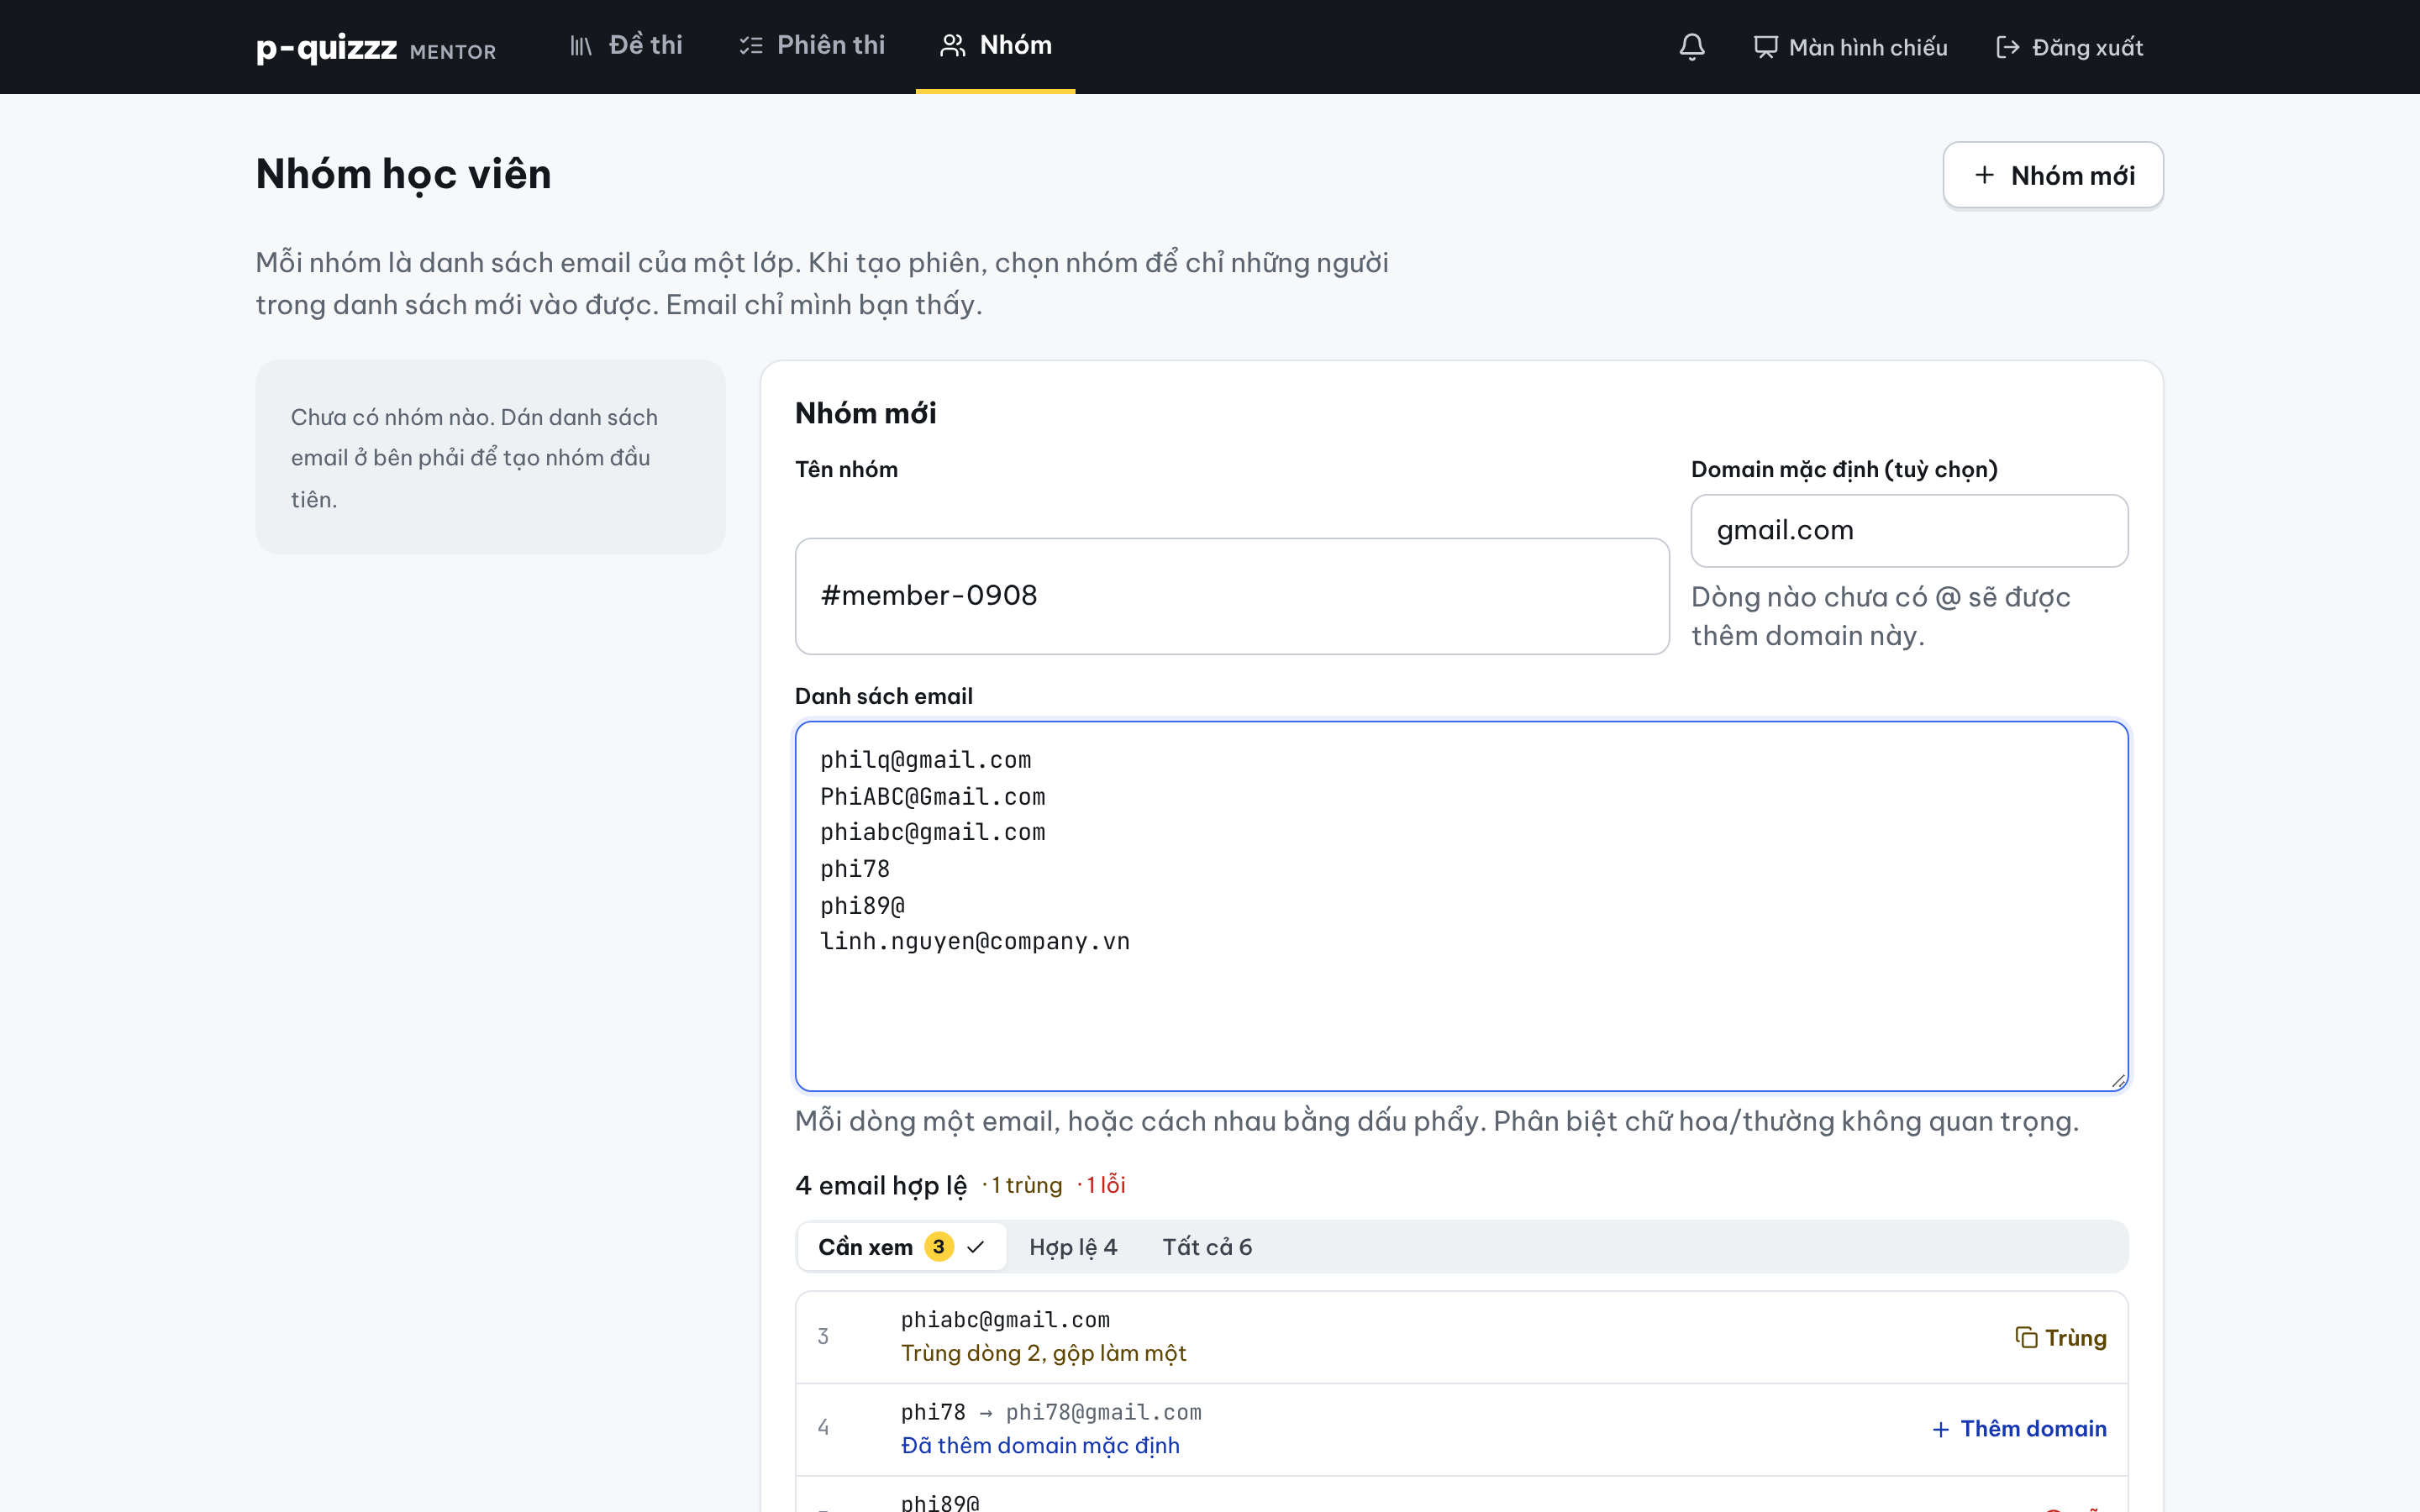 p-quizzz MENTOR
Đề thi
Phiên thi
Nhóm
Màn hình chiếu
Đăng xuất
Nhóm học viên
+ Nhóm mới
Mỗi nhóm là danh sách email của một lớp. Khi tạo phiên, chọn nhóm để chỉ những người
trong danh sách mới vào được. Email chỉ mình bạn thấy.
Chưa có nhóm nào. Dán danh sách
email ở bên phải để tạo nhóm đầu
tiên.
Nhóm mới
Tên nhóm
#member-0908
Domain mặc định (tuỳ chọn)
gmail.com
Dòng nào chưa có @ sẽ được
thêm domain này.
Danh sách email
philq@gmail.com
PhiABC@Gmail.com
phiabc@gmail.com
phi78
phi89@
linh.nguyen@company.vn
Mỗi dòng một email, hoặc cách nhau bằng dấu phẩy. Phân biệt chữ hoa/thường không quan trọng.
4 email hợp lệ · 1 trùng · 1 lỗi
Cần xem 3 ✓ Hợp lệ 4 Tất cả 6
3 phiabc@gmail.com
Trùng dòng 2, gộp làm một
Trùng
4 phi78 → phi78@gmail.com
Đã thêm domain mặc định
+ Thêm domain
phi89@